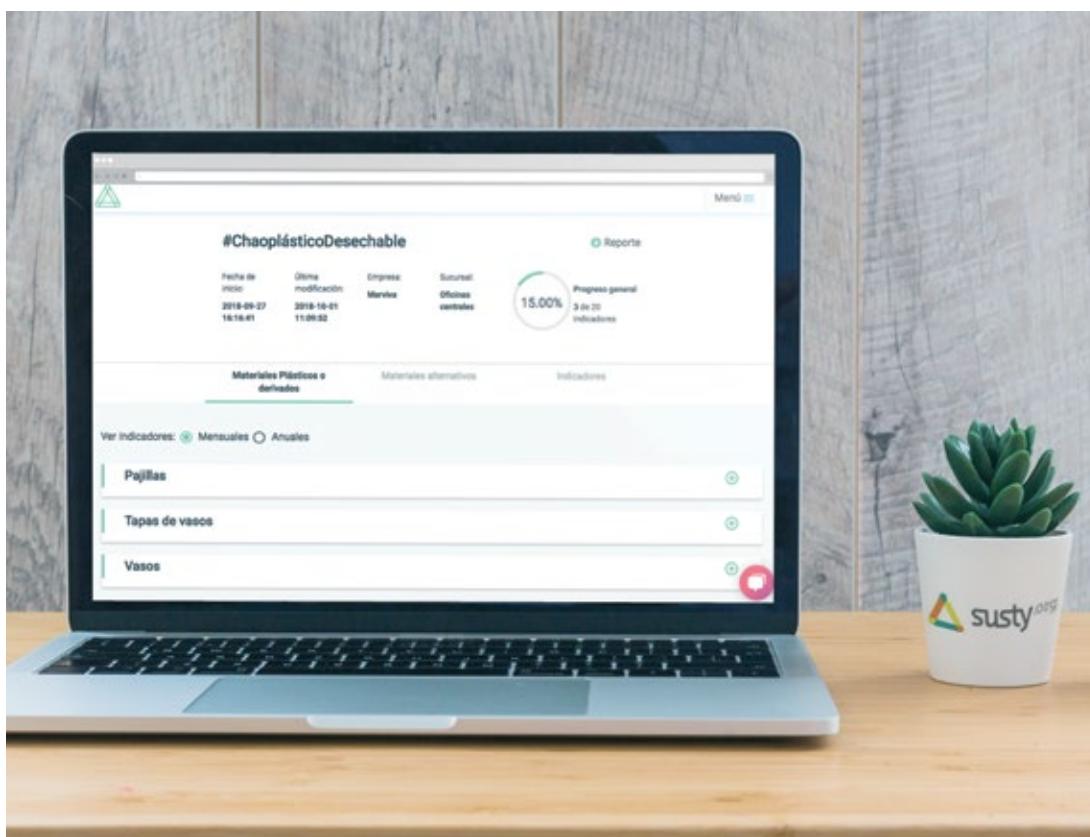 Menú
#ChaoplásticoDesechable
Reporte
Fecha de inicio:
2018-09-27
16:16:41
Última modificación:
2018-10-01
11:09:52
Empresa:
Marviva
Sucursal:
Oficinas centrales
15.00%
Progreso general
3 de 20
Indicadores
Materiales Plásticos o
derivados
Materiales alternativos
Indicadores
Ver indicadores:
Mensuales
Anuales
Pajillas
Tapas de vasos
Vasos
susty.org